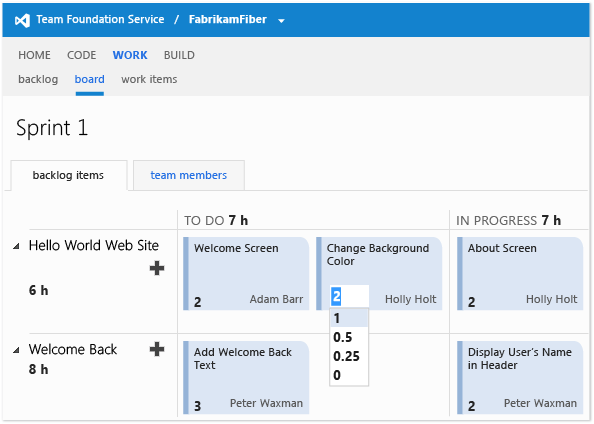 Team Foundation Service / FabrikamFiber
HOME CODE WORK BUILD
backlog board work items
Sprint 1
backlog items team members
TO DO 7 h IN PROGRESS 7 h
Hello World Web Site
6 h
Welcome Screen
2 Adam Barr
Change Background
Color
2 Holly Holt
1
0.5
0.25
0
About Screen
2 Holly Holt
Welcome Back
8 h
Add Welcome Back
Text
3 Peter Waxman
Display User's Name
in Header
2 Peter Waxman